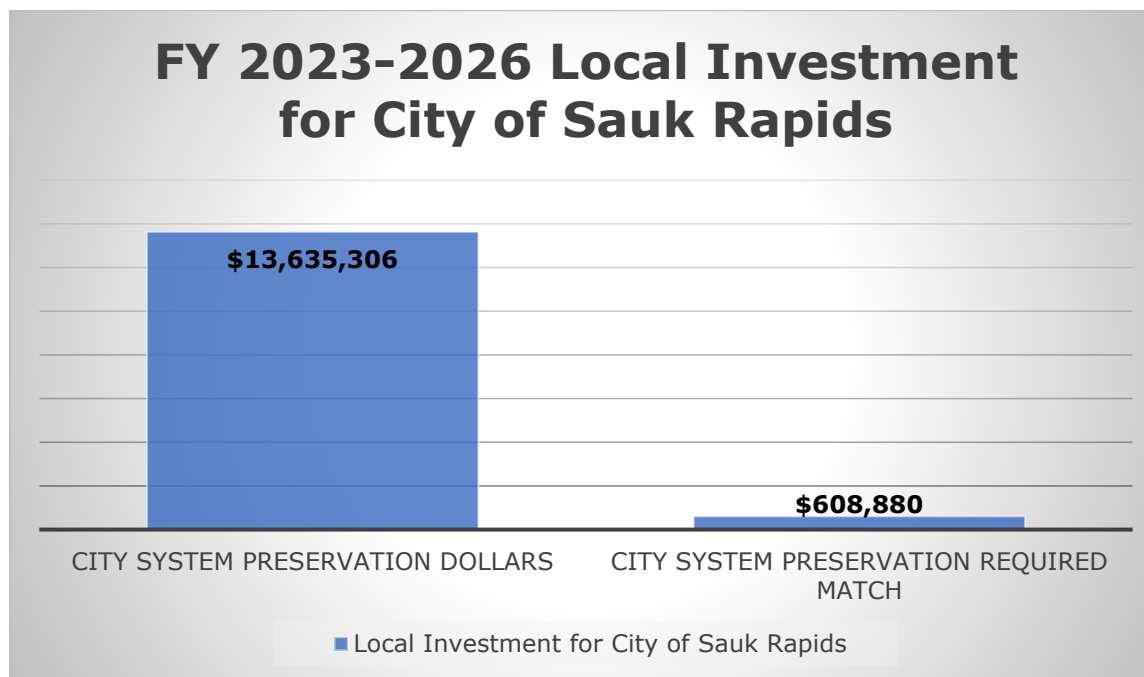 FY 2023-2026 Local Investment
for City of Sauk Rapids
$13,635,306
$608,880
CITY SYSTEM PRESERVATION DOLLARS
CITY SYSTEM PRESERVATION REQUIRED
MATCH
Local Investment for City of Sauk Rapids